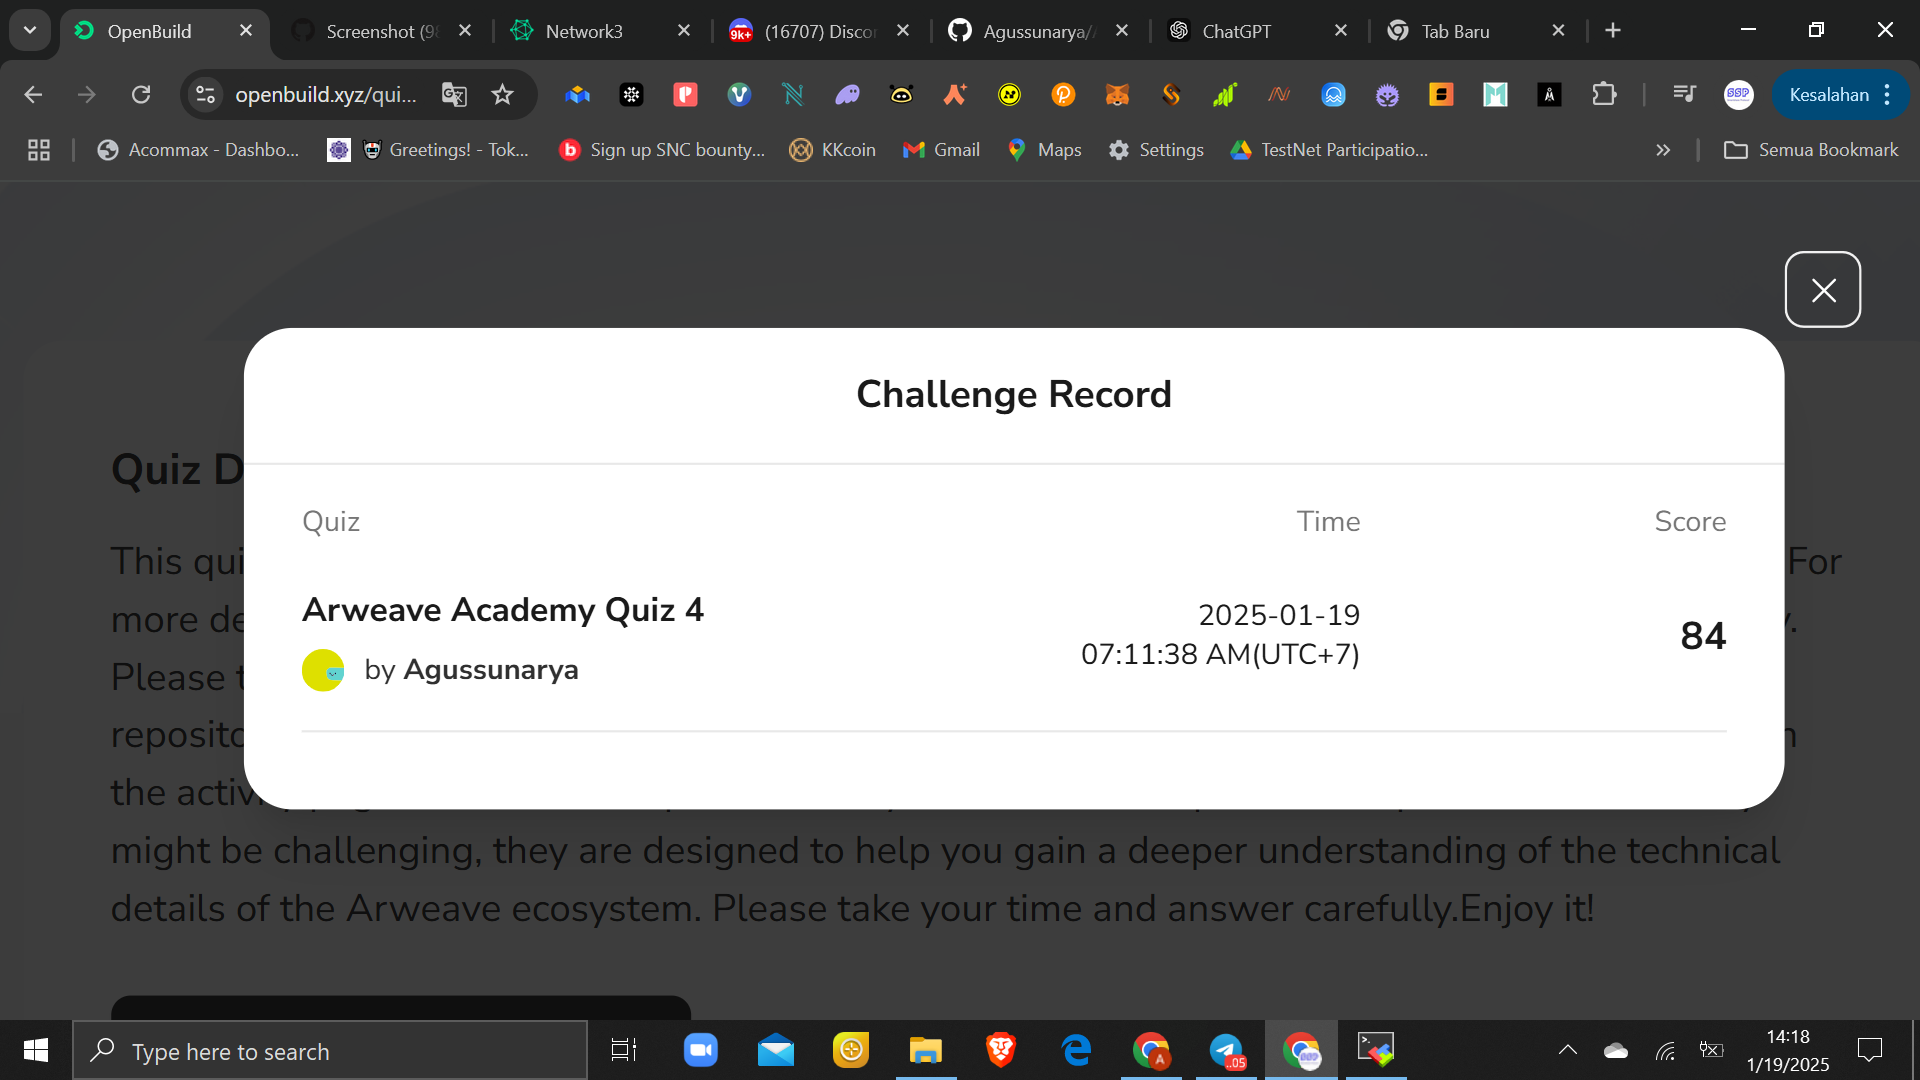 OpenBuild
Screenshot (98
Network3
(16707) Discor
Agussunarya/
ChatGPT
Tab Baru
openbuild.xyz/qui...
Kesalahan
Acommax - Dashbo...
Greetings! - Tok...
Sign up SNC bounty...
KKcoin
Gmail
Maps
Settings
TestNet Participatio...
Semua Bookmark
Challenge Record
Quiz D
Quiz
Time
Score
This qui
For
Arweave Academy Quiz 4
2025-01-19
more de
84
by Agussunarya
07:11:38 AM(UTC+7)
Please t
reposito
the activ
might be challenging, they are designed to help you gain a deeper understanding of the technical
details of the Arweave ecosystem. Please take your time and answer carefully.Enjoy it!
Type here to search
14:18
1/19/2025